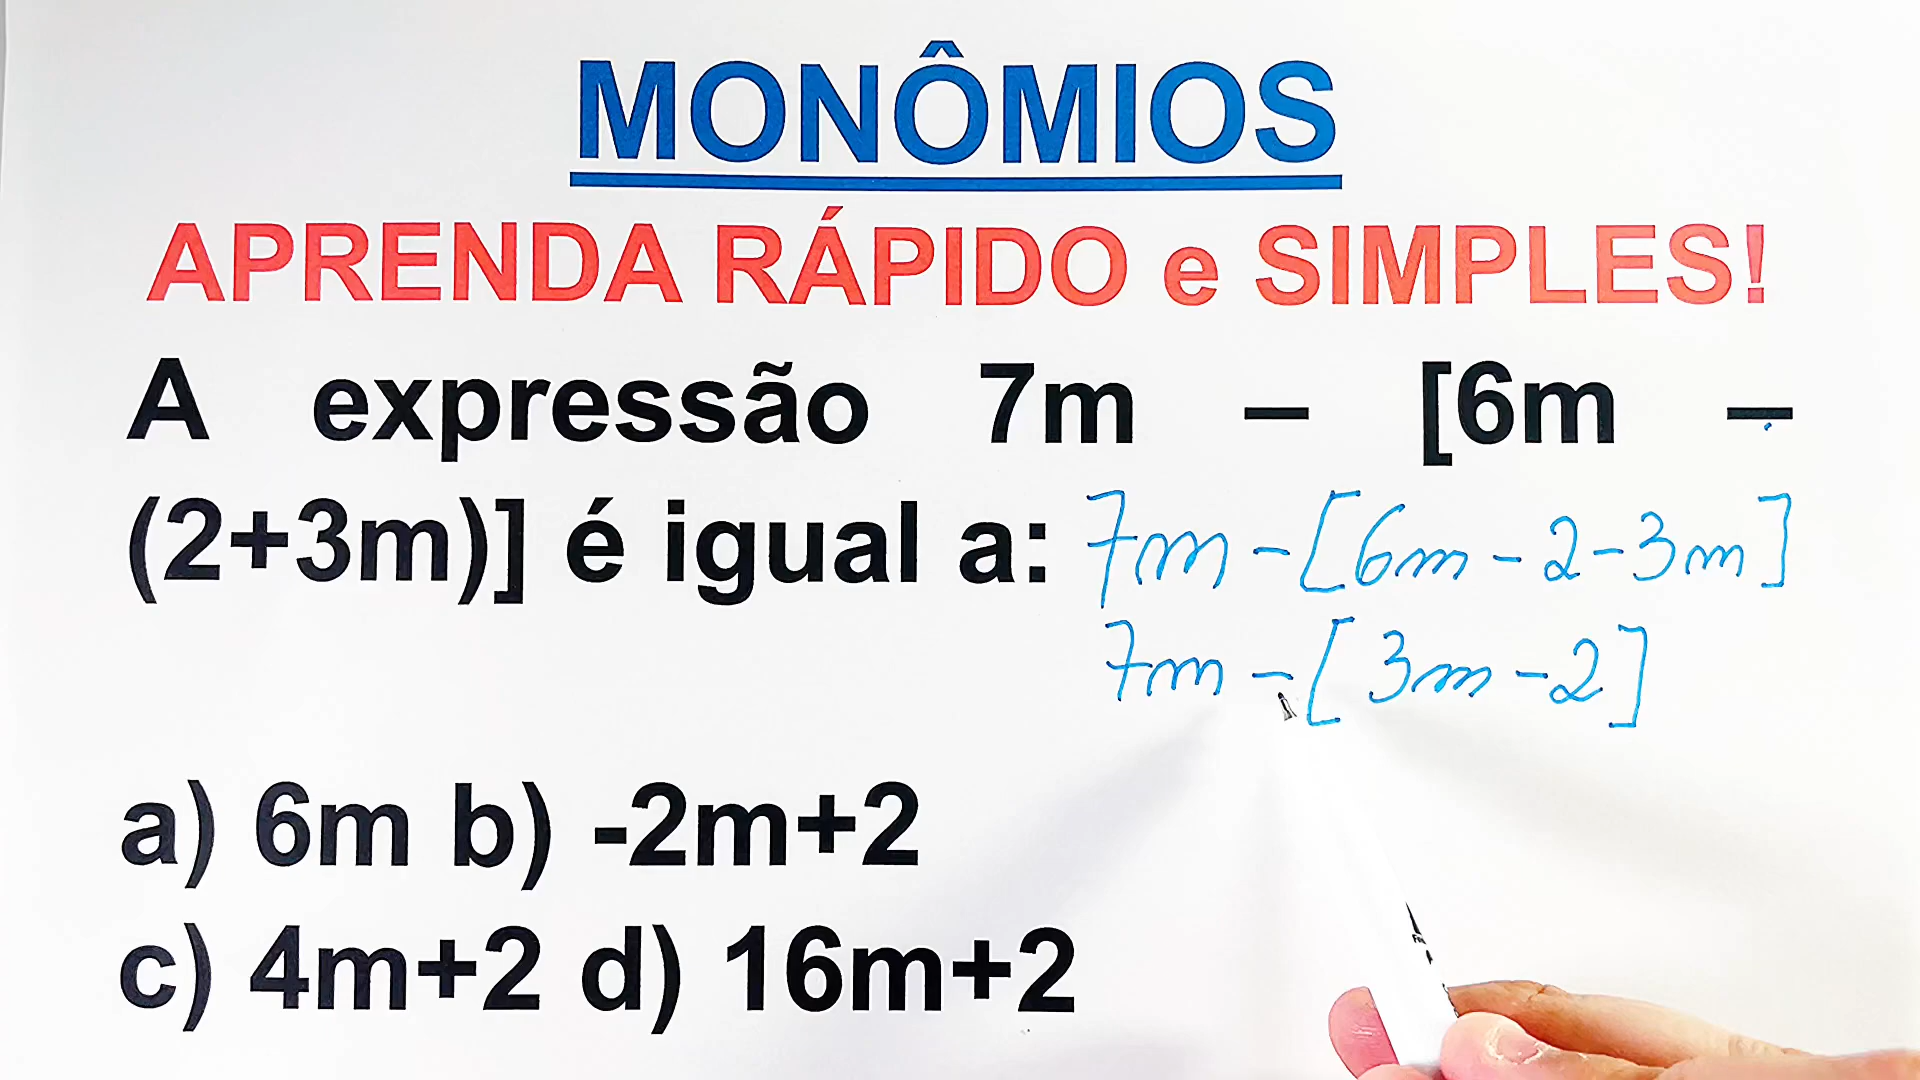 MONÔMIOS
APRENDA RÁPIDO e SIMPLES!
A expressão 7m – [6m –
(2+3m)] é igual a: 7m - [6m - 2 - 3m]
7m - [3m - 2]
a) 6m b) -2m+2
c) 4m+2 d) 16m+2